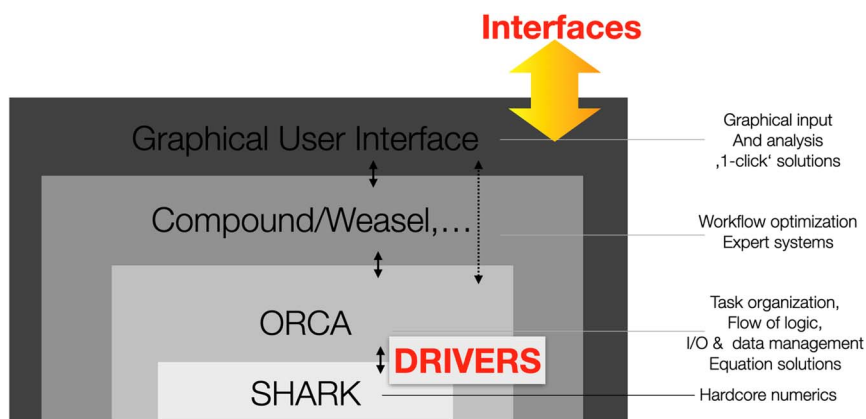 Interfaces
Graphical User Interface
Graphical input
And analysis
‚1-click‘ solutions
Compound/Weasel,…
Workflow optimization
Expert systems
ORCA
Task organization,
Flow of logic,
I/O & data management
Equation solutions
DRIVERS
SHARK
Hardcore numerics